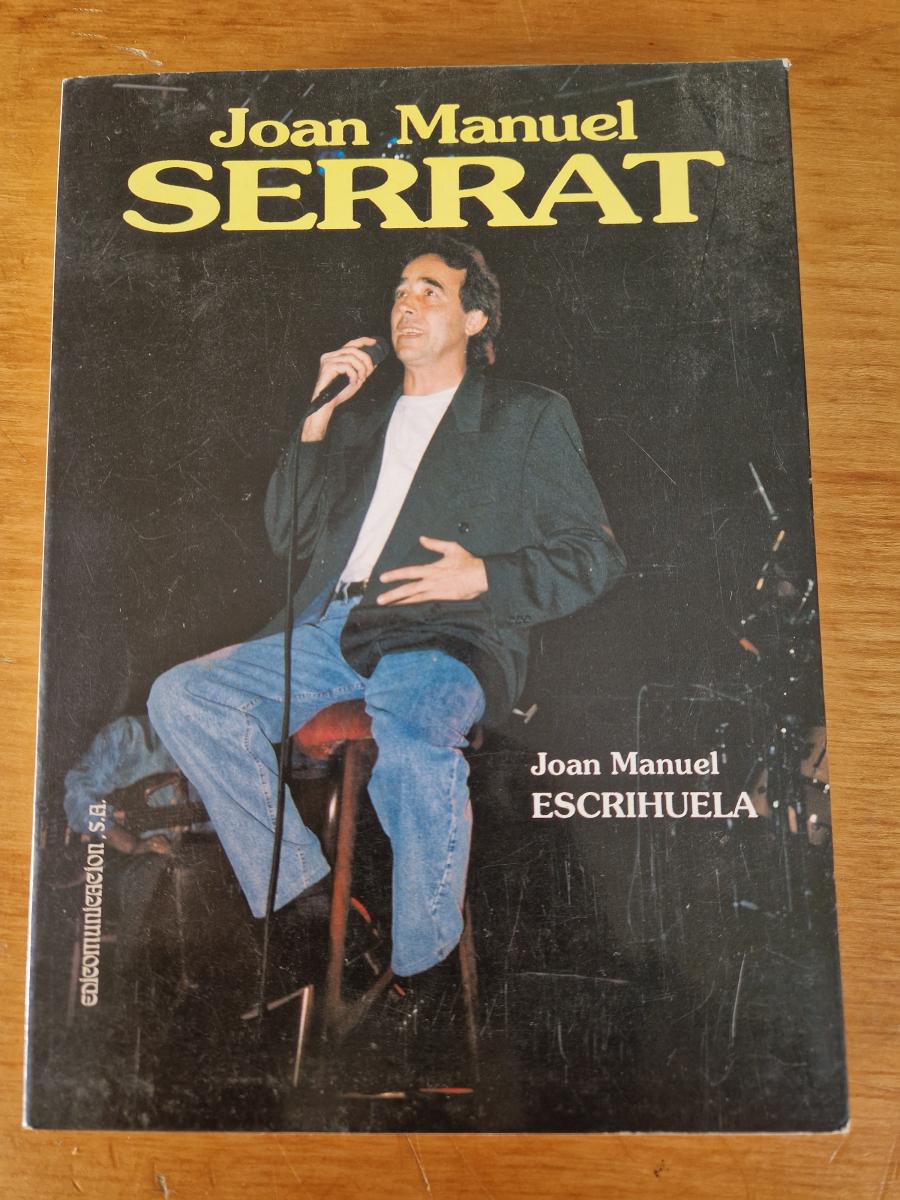 Joan Manuel
SERRAT
Joan Manuel
ESCRIHUELA
edicomunicacion, s.a.